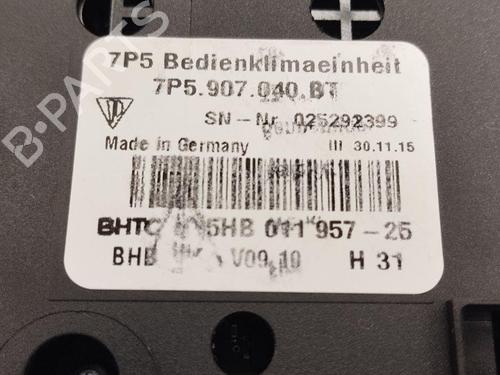 7P5 Bedienklimaeinheit
7P5.907.040.BT
SN-Nr. 025292399
Made in Germany III 30.11.15
BHTC 5HB 011 957-25
BHB V09.10 H 31
B-PARTS